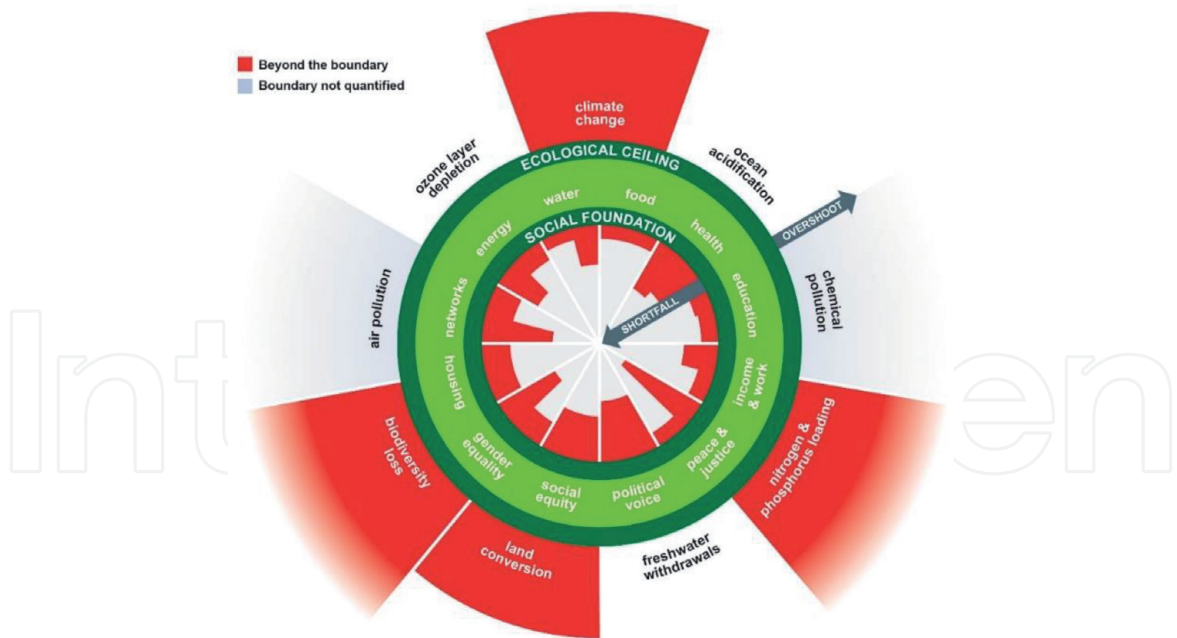 Beyond the boundary
Boundary not quantified
climate
change
ozone layer
depletion
ocean
acidification
ECOLOGICAL CEILING
OVERSHOOT
water
food
energy
health
SOCIAL FOUNDATION
SHORTFALL
air pollution
networks
education
chemical
pollution
housing
income
& work
biodiversity
loss
gender
equality
social
equity
political
voice
peace &
justice
nitrogen &
phosphorus loading
land
conversion
freshwater
withdrawals